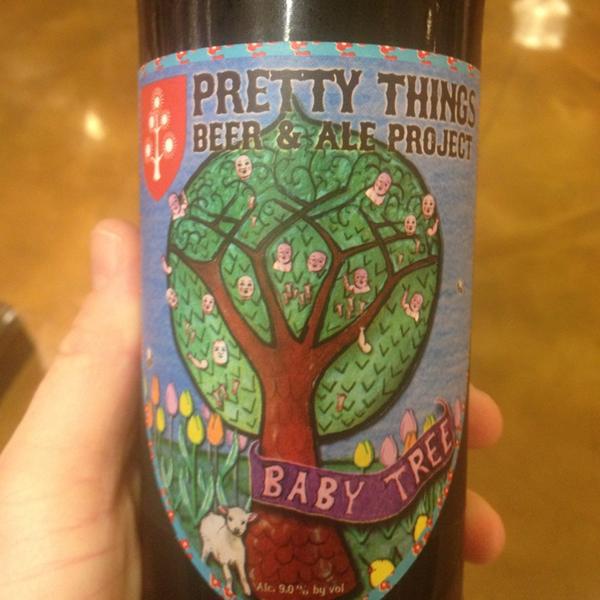 PRETTY THINGS
BEER & ALE PROJECT
BABY TREE
Alc. 9.0% by vol